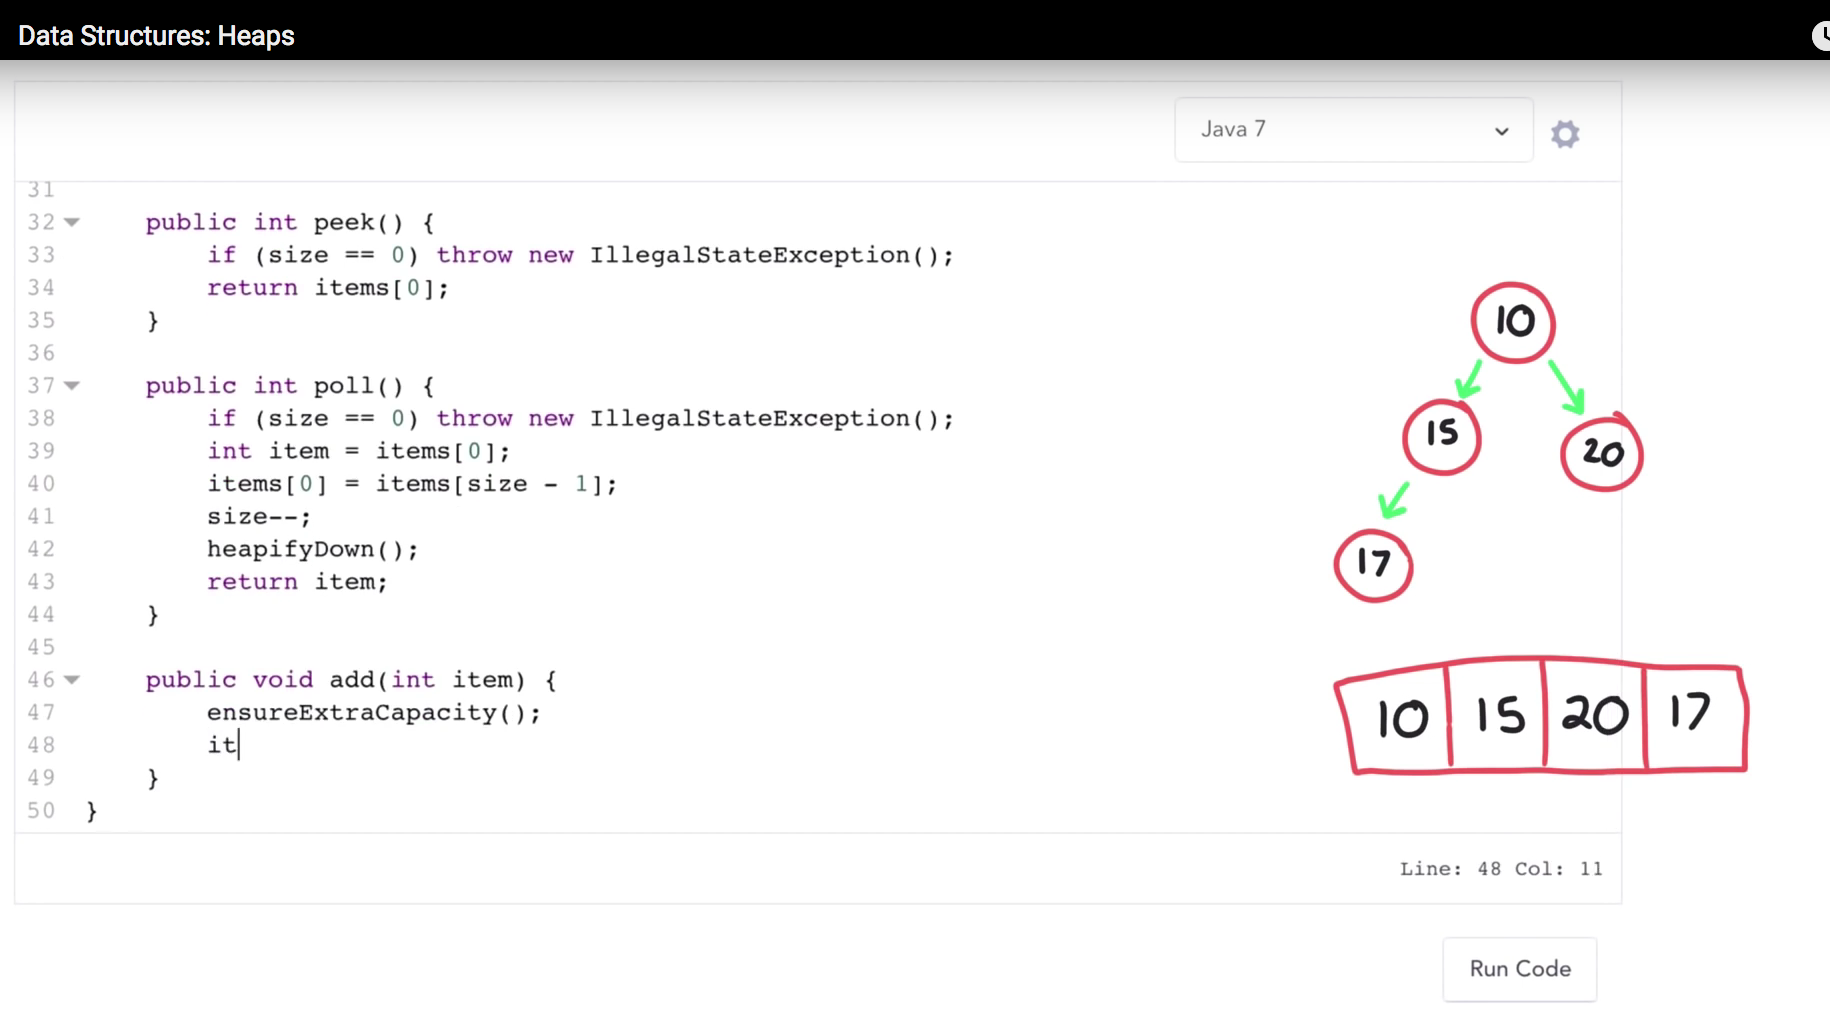 Data Structures: Heaps
Java 7
31
32 public int peek() {
33 if (size == 0) throw new IllegalStateException();
34 return items[0];
35 }
36
37 public int poll() {
38 if (size == 0) throw new IllegalStateException();
39 int item = items[0];
40 items[0] = items[size - 1];
41 size--;
42 heapifyDown();
43 return item;
44 }
45
46 public void add(int item) {
47 ensureExtraCapacity();
48 it
49 }
50 }
10
15
20
17
10 15 20 17
Line: 48 Col: 11
Run Code